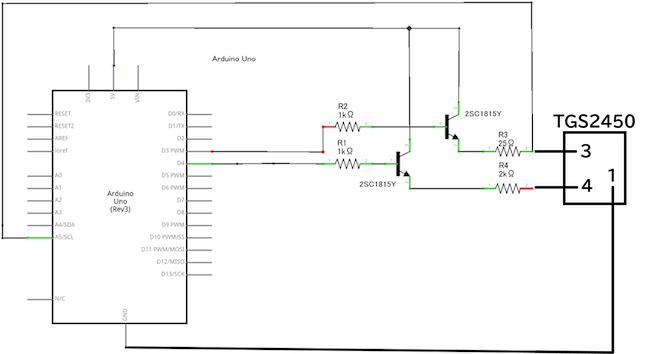 Arduino Uno
3V3
5V
VIN
RESET
RESET2
AREF
ioref
A0
A1
A2
A3
A4/SDA
A5/SCL
N/C
Arduino
Uno
(Rev3)
D0/RX
D1/TX
D2
D3 PWM
D4
D5 PWM
D6 PWM
D7
D8
D9 PWM
D10 PWM/SS
D11 PWM/MOSI
D12/MISO
D13/SCK
GND
R2
1kΩ
R1
1kΩ
2SC1815Y
2SC1815Y
R3
25Ω
R4
2kΩ
TGS2450
3
4
1